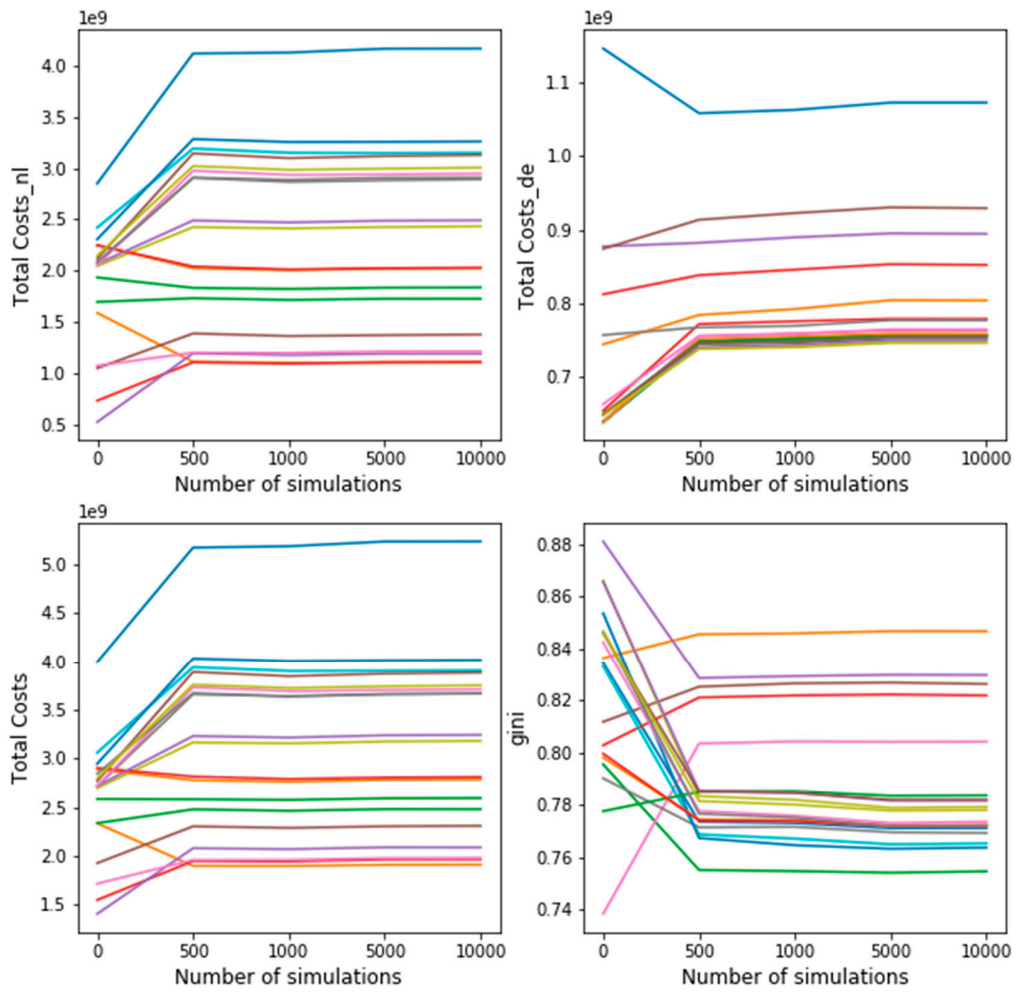 1e9
Total Costs_nl
4.0
3.5
3.0
2.5
2.0
1.5
1.0
0.5
0 500 1000 5000 10000
Number of simulations
1e9
Total Costs_de
1.1
1.0
0.9
0.8
0.7
0 500 1000 5000 10000
Number of simulations
1e9
Total Costs
5.0
4.5
4.0
3.5
3.0
2.5
2.0
1.5
0 500 1000 5000 10000
Number of simulations
gini
0.88
0.86
0.84
0.82
0.80
0.78
0.76
0.74
0 500 1000 5000 10000
Number of simulations